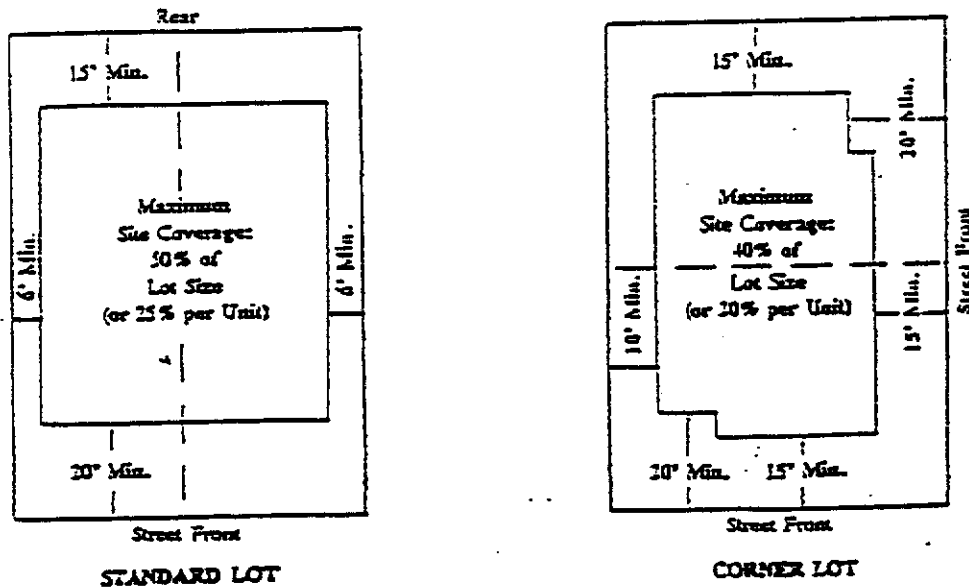 Rear
15' Min.
Maximum
Site Coverage:
50% of
Lot Size
(or 25% per Unit)
6' Min.
6' Min.
20' Min.
Street Front
STANDARD LOT
15' Min.
20' Min.
Maximum
Site Coverage:
40% of
Lot Size
(or 20% per Unit)
10' Min.
15' Min.
Street Front
20' Min. 15' Min.
Street Front
CORNER LOT